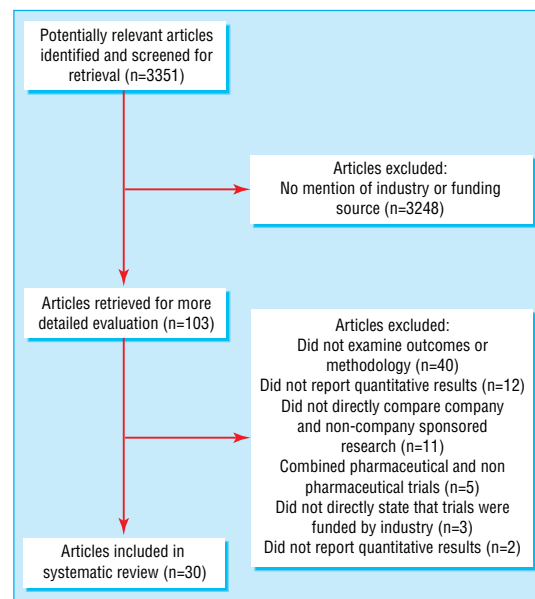 Potentially relevant articles
identified and screened for
retrieval (n=3351)
Articles excluded:
No mention of industry or funding
source (n=3248)
Articles retrieved for more
detailed evaluation (n=103)
Articles excluded:
Did not examine outcomes or
methodology (n=40)
Did not report quantitative results (n=12)
Did not directly compare company
and non-company sponsored
research (n=11)
Combined pharmaceutical and non
pharmaceutical trials (n=5)
Did not directly state that trials were
funded by industry (n=3)
Did not report quantitative results (n=2)
Articles included in
systematic review (n=30)